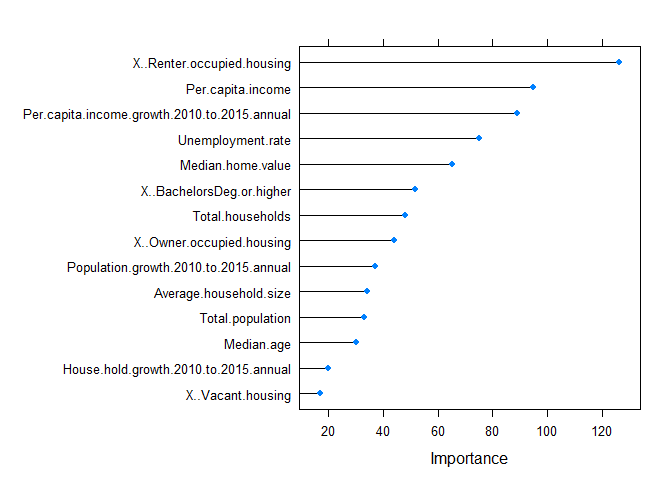 X..Renter.occupied.housing
Per.capita.income
Per.capita.income.growth.2010.to.2015.annual
Unemployment.rate
Median.home.value
X..BachelorsDeg.or.higher
Total.households
X..Owner.occupied.housing
Population.growth.2010.to.2015.annual
Average.household.size
Total.population
Median.age
House.hold.growth.2010.to.2015.annual
X..Vacant.housing
20 40 60 80 100 120
Importance